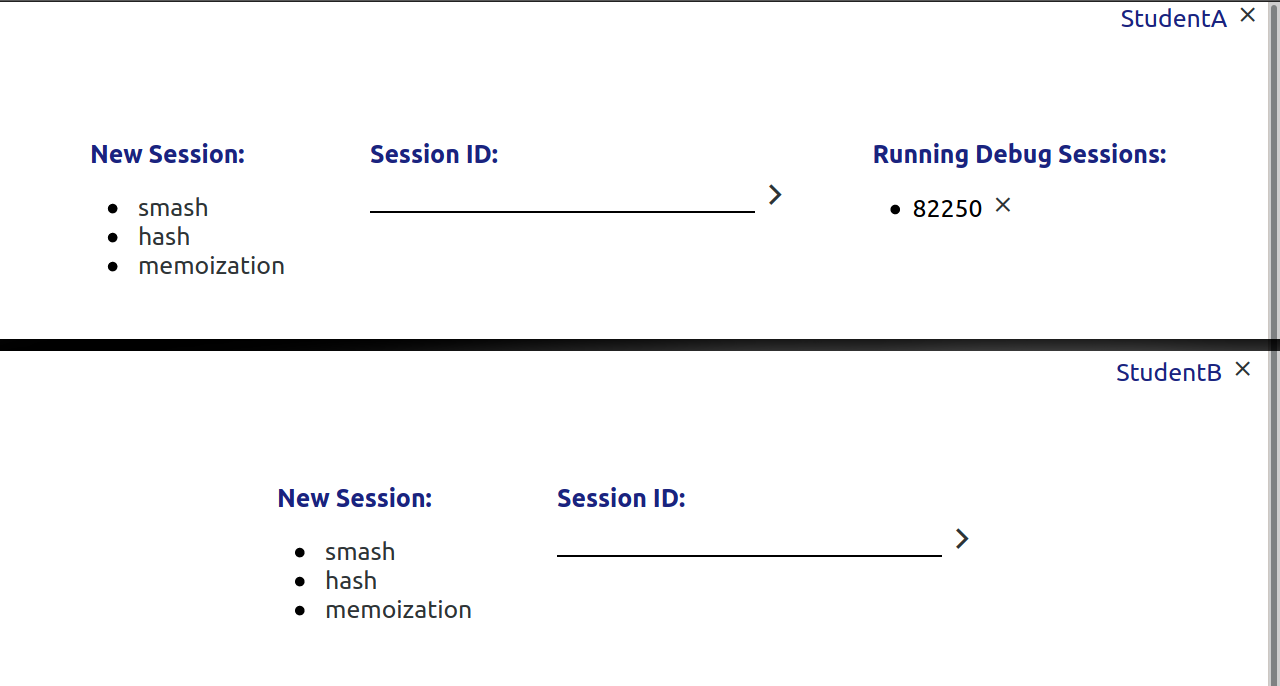 StudentA ×
New Session: Session ID: Running Debug Sessions:
• smash > • 82250 ×
• hash
• memoization
StudentB ×
New Session: Session ID:
• smash >
• hash
• memoization